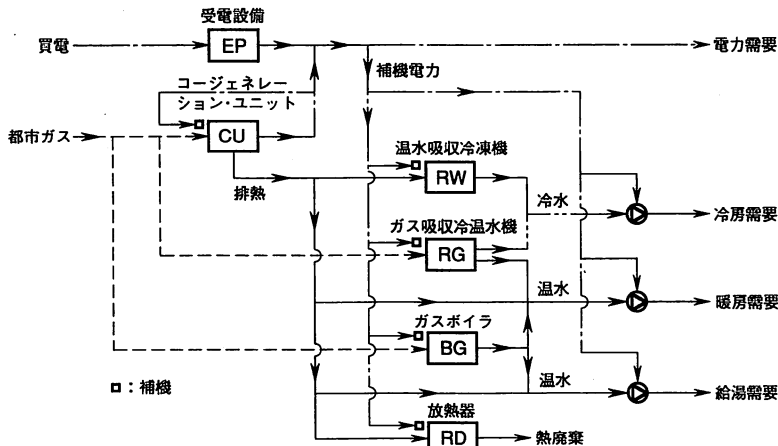 受電設備
買電
EP
電力需要
補機電力
コージェネレー
ション・ユニット
都市ガス
CU
温水吸収冷凍機
RW
排熱
冷水
冷房需要
ガス吸収冷温水機
RG
温水
暖房需要
ガスボイラ
BG
温水
：補機
給湯需要
放熱器
RD
熱廃棄